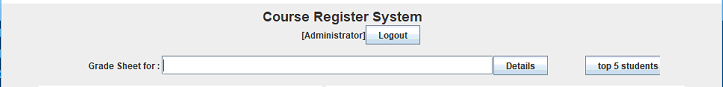 Course Register System
[Administrator] Logout
Grade Sheet for : Details top 5 students